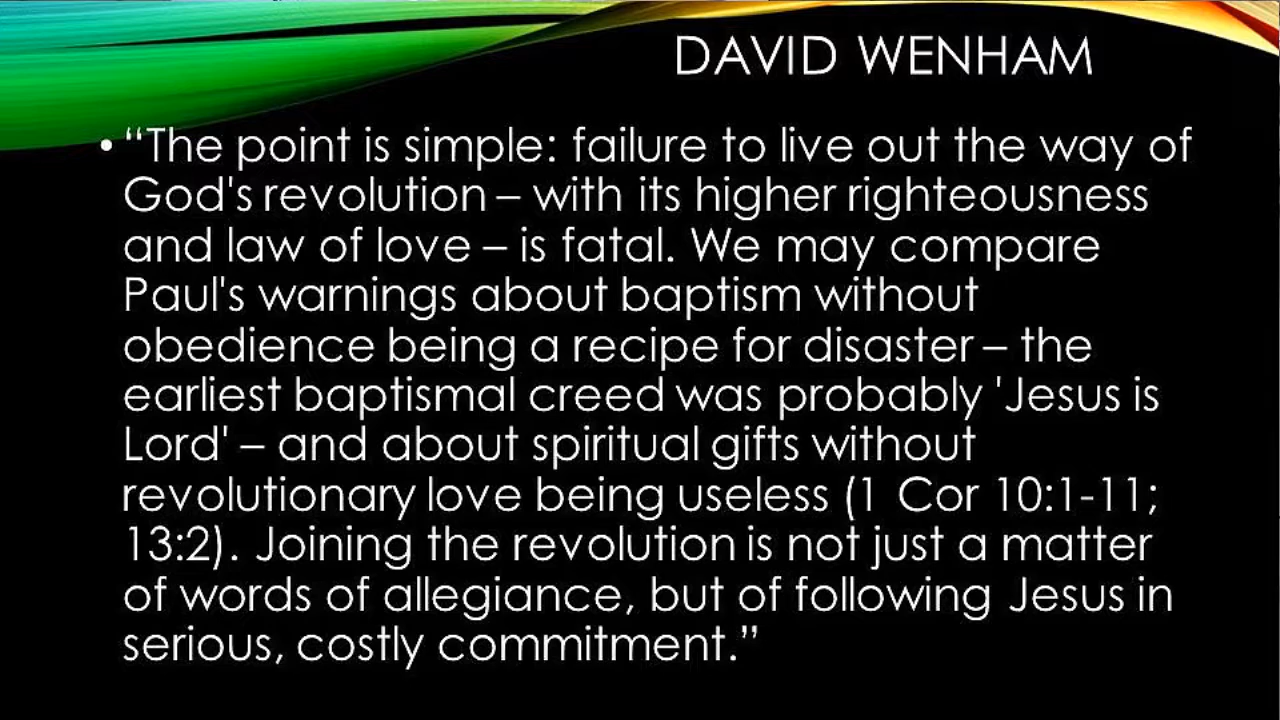 DAVID WENHAM
• “The point is simple: failure to live out the way of
God's revolution – with its higher righteousness
and law of love – is fatal. We may compare
Paul's warnings about baptism without
obedience being a recipe for disaster – the
earliest baptismal creed was probably 'Jesus is
Lord' – and about spiritual gifts without
revolutionary love being useless (1 Cor 10:1-11;
13:2). Joining the revolution is not just a matter
of words of allegiance, but of following Jesus in
serious, costly commitment.”